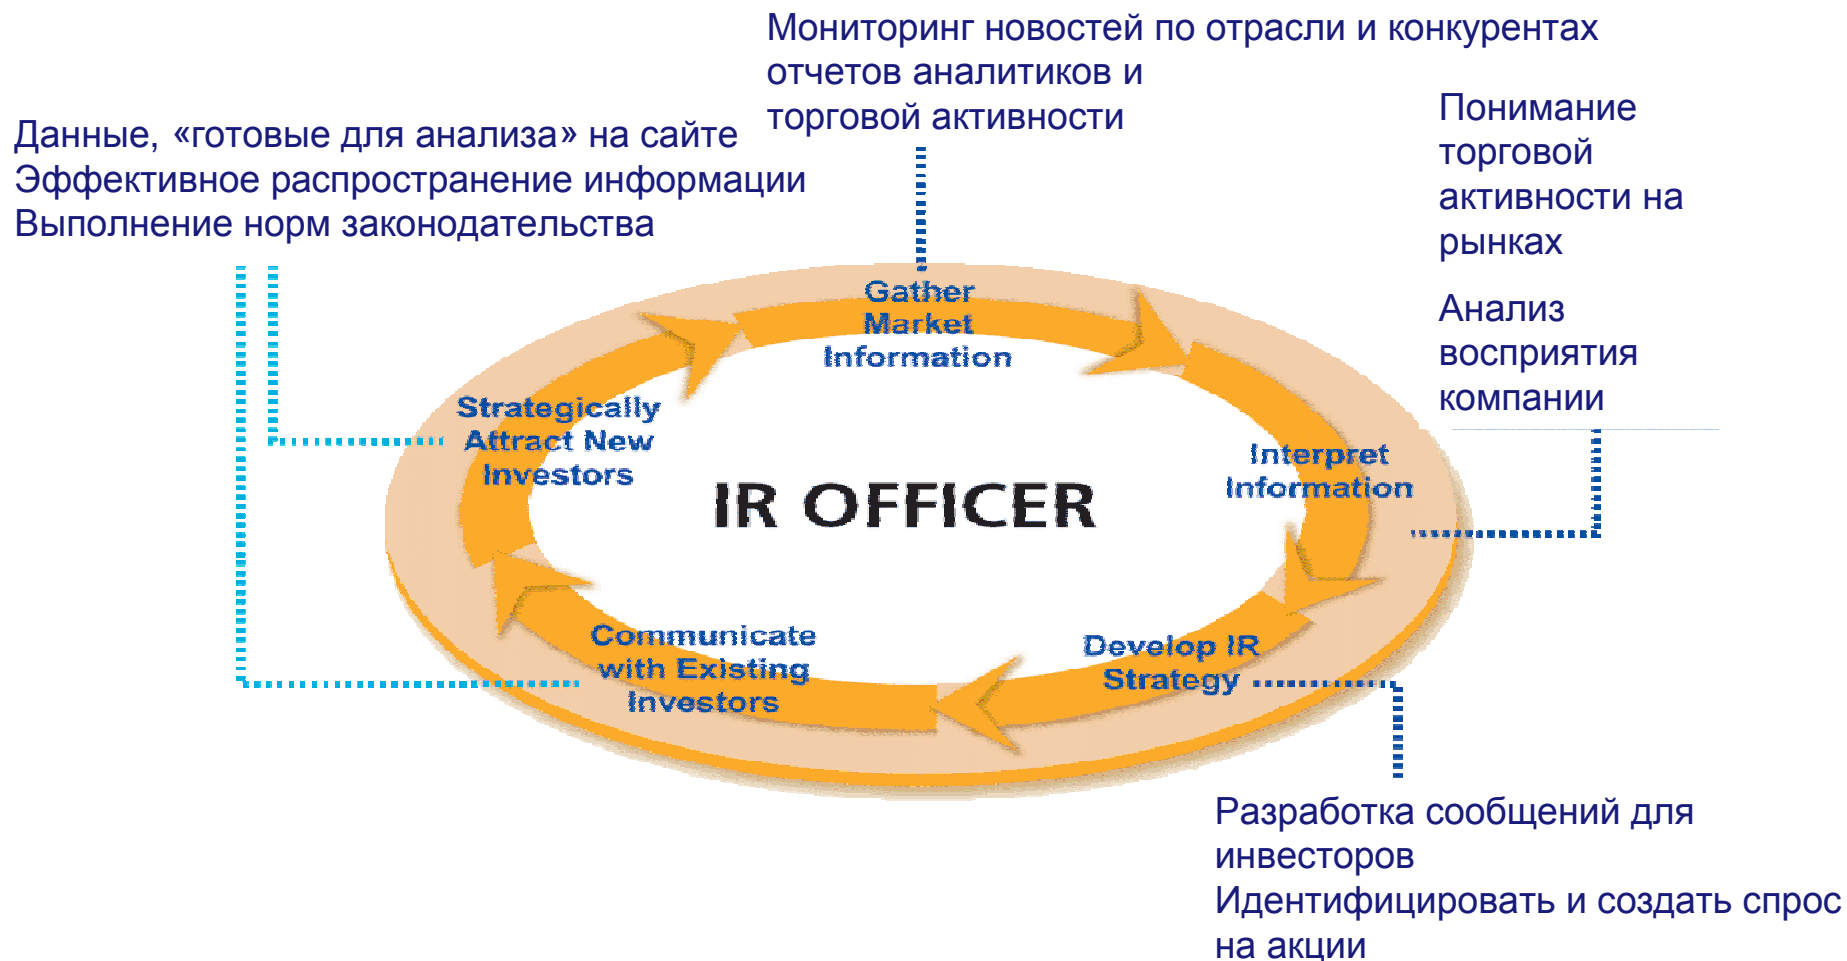 Мониторинг новостей по отрасли и конкурентах
отчетов аналитиков и
торговой активности
Данные, «готовые для анализа» на сайте
Эффективное распространение информации
Выполнение норм законодательства
Понимание
торговой
активности на
рынках
Анализ
восприятия
компании
Gather
Market
Information
Strategically
Attract New
Investors
Interpret
Information
IR OFFICER
Communicate
with Existing
Investors
Develop IR
Strategy
Разработка сообщений для
инвесторов
Идентифицировать и создать спрос
на акции